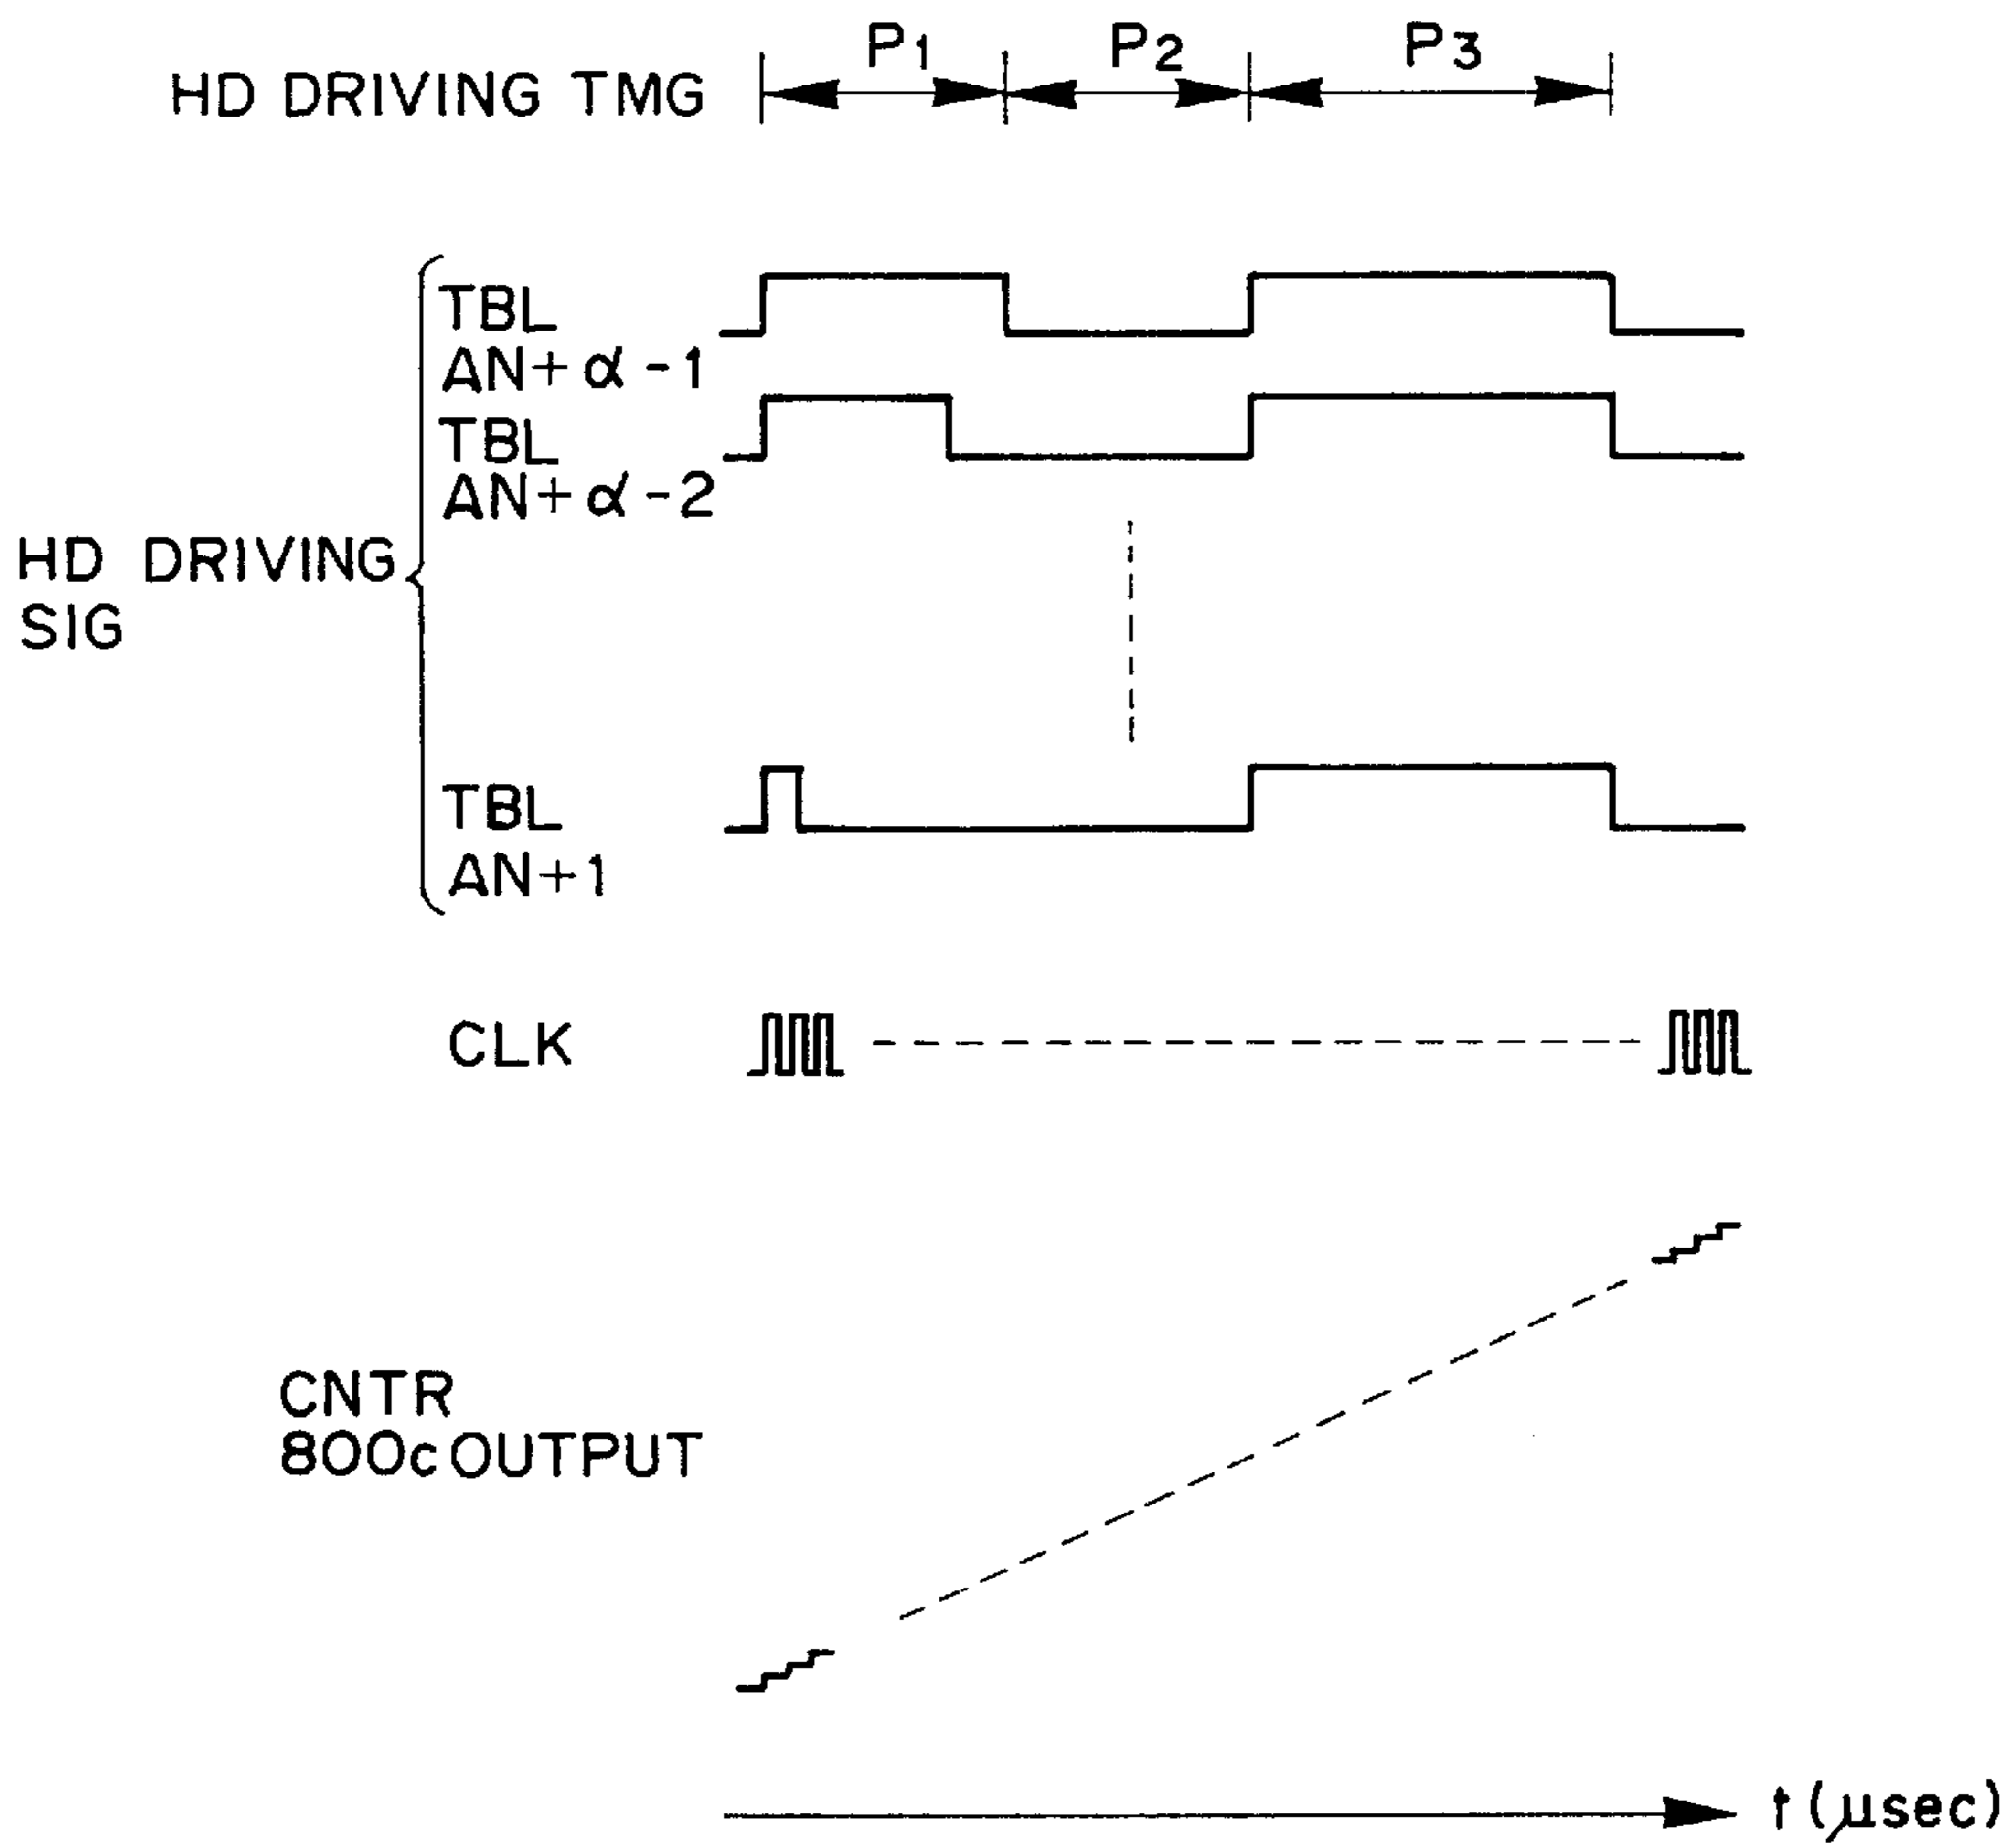 HD DRIVING TMG
P1
P2
P3
TBL
AN+α-1
TBL
AN+α-2
HD DRIVING
SIG
TBL
AN+1
CLK
CNTR
800c OUTPUT
t (μsec)